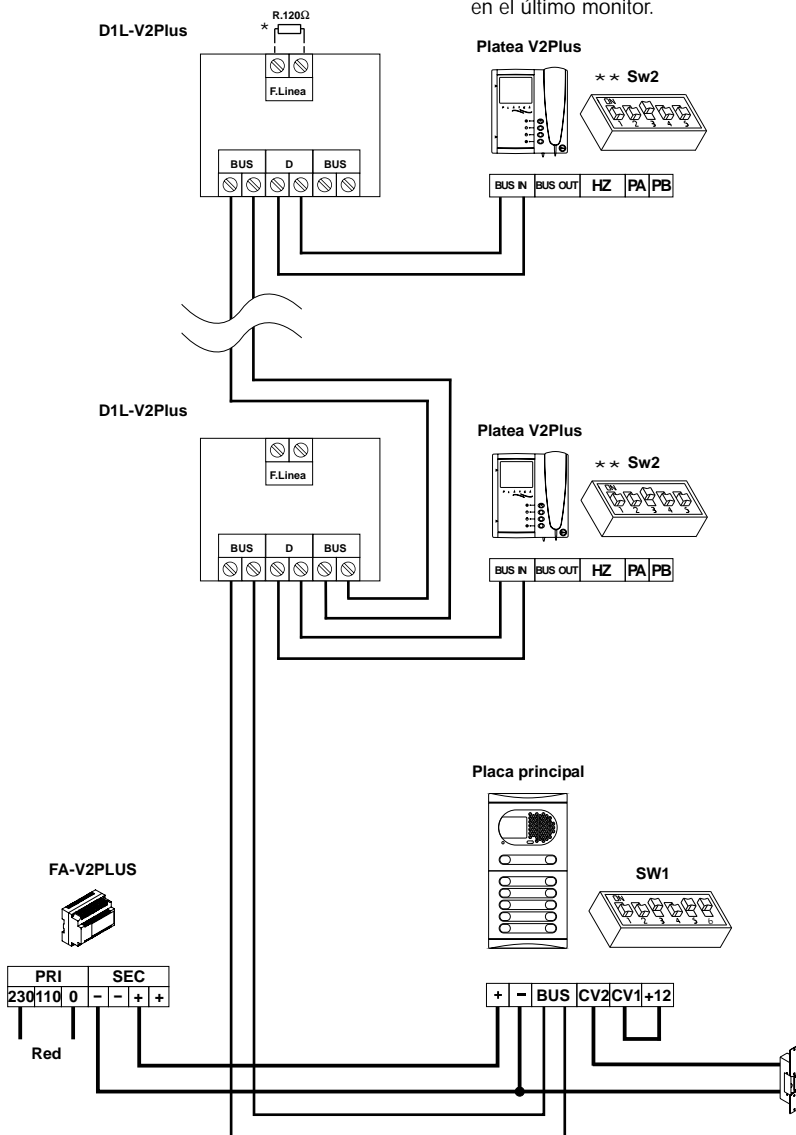 en el último monitor.
R.120Ω
*
D1L-V2Plus
F.Linea
BUS D BUS
Platea V2Plus
** Sw2
ON
1 2 3 4 5
PLATEA
BUS IN BUS OUT HZ PA PB
D1L-V2Plus
F.Linea
BUS D BUS
Platea V2Plus
** Sw2
ON
1 2 3 4 5
PLATEA
BUS IN BUS OUT HZ PA PB
Placa principal
SW1
ON
1 2 3 4 5 6
FA-V2PLUS
PRI SEC
230 110 0 − − + +
Red
+ − BUS CV2 CV1 +12